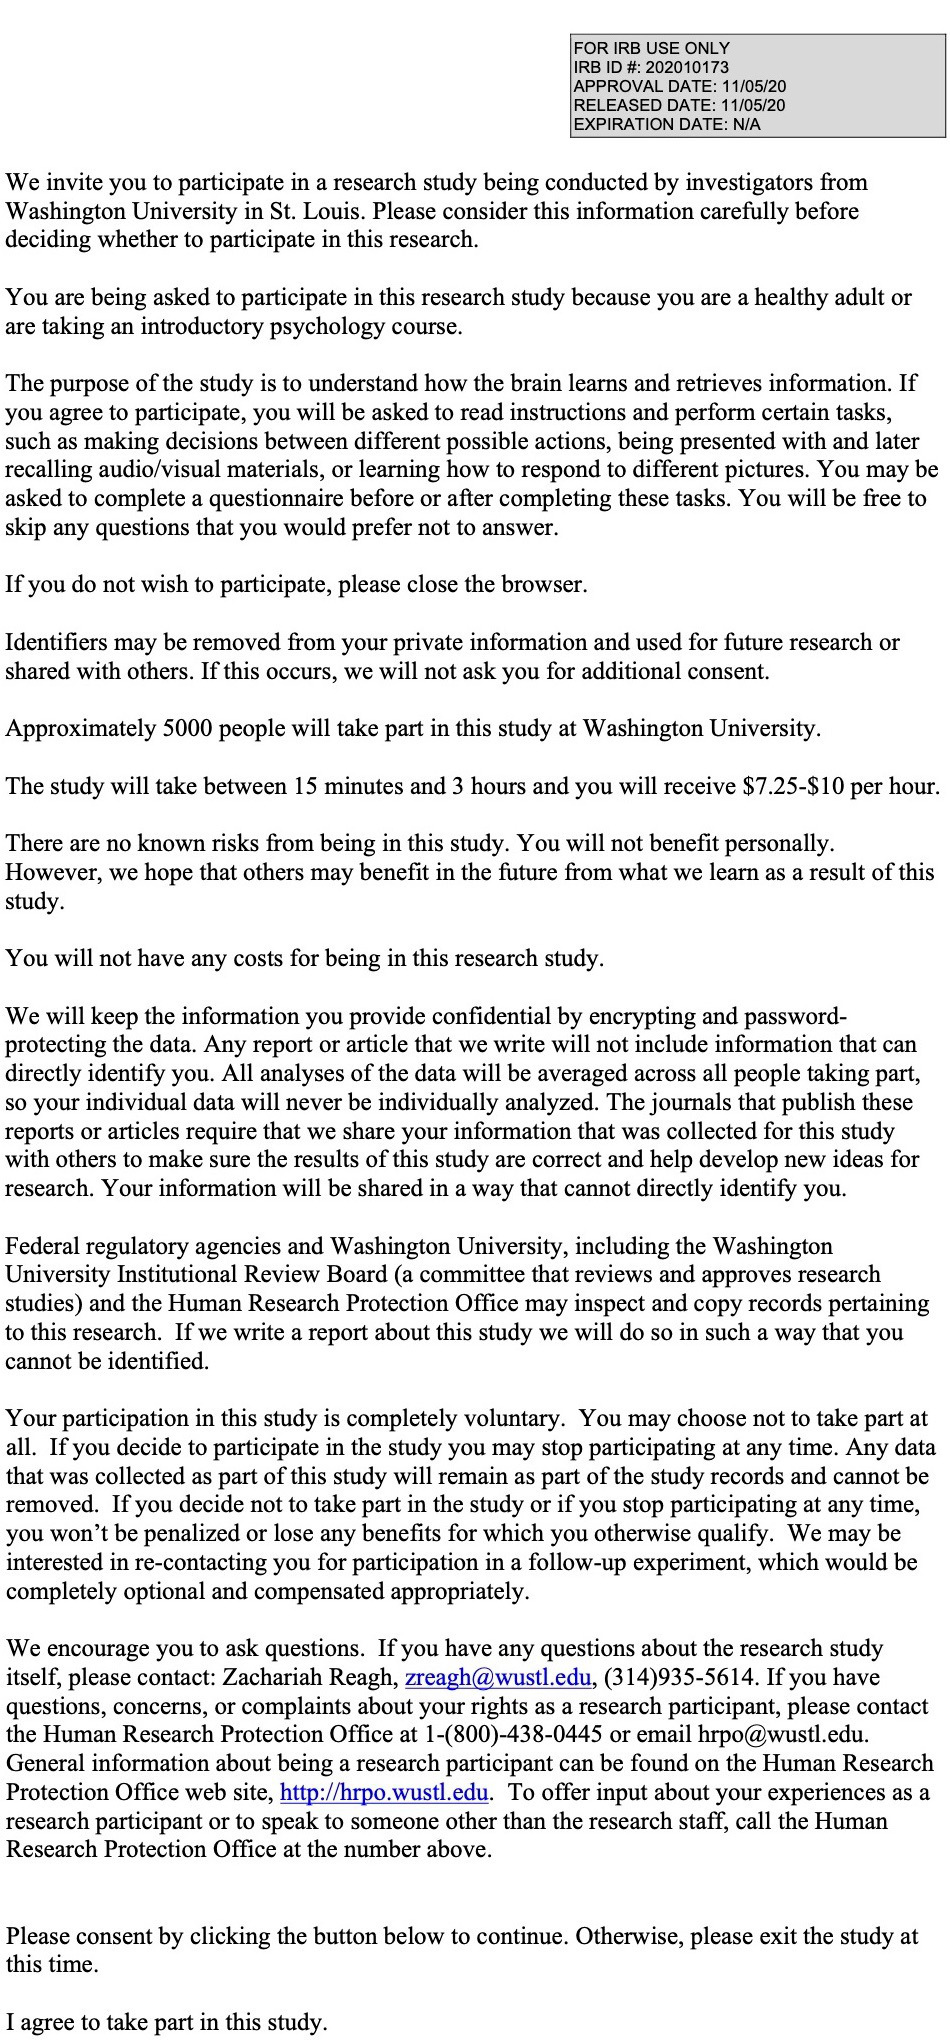 FOR IRB USE ONLY
IRB ID #: 202010173
APPROVAL DATE: 11/05/20
RELEASED DATE: 11/05/20
EXPIRATION DATE: N/A
We invite you to participate in a research study being conducted by investigators from
Washington University in St. Louis. Please consider this information carefully before
deciding whether to participate in this research.
You are being asked to participate in this research study because you are a healthy adult or
are taking an introductory psychology course.
The purpose of the study is to understand how the brain learns and retrieves information. If
you agree to participate, you will be asked to read instructions and perform certain tasks,
such as making decisions between different possible actions, being presented with and later
recalling audio/visual materials, or learning how to respond to different pictures. You may be
asked to complete a questionnaire before or after completing these tasks. You will be free to
skip any questions that you would prefer not to answer.
If you do not wish to participate, please close the browser.
Identifiers may be removed from your private information and used for future research or
shared with others. If this occurs, we will not ask you for additional consent.
Approximately 5000 people will take part in this study at Washington University.
The study will take between 15 minutes and 3 hours and you will receive $7.25-$10 per hour.
There are no known risks from being in this study. You will not benefit personally.
However, we hope that others may benefit in the future from what we learn as a result of this
study.
You will not have any costs for being in this research study.
We will keep the information you provide confidential by encrypting and password-
protecting the data. Any report or article that we write will not include information that can
directly identify you. All analyses of the data will be averaged across all people taking part,
so your individual data will never be individually analyzed. The journals that publish these
reports or articles require that we share your information that was collected for this study
with others to make sure the results of this study are correct and help develop new ideas for
research. Your information will be shared in a way that cannot directly identify you.
Federal regulatory agencies and Washington University, including the Washington
University Institutional Review Board (a committee that reviews and approves research
studies) and the Human Research Protection Office may inspect and copy records pertaining
to this research.  If we write a report about this study we will do so in such a way that you
cannot be identified.
Your participation in this study is completely voluntary.  You may choose not to take part at
all.  If you decide to participate in the study you may stop participating at any time. Any data
that was collected as part of this study will remain as part of the study records and cannot be
removed.  If you decide not to take part in the study or if you stop participating at any time,
you won’t be penalized or lose any benefits for which you otherwise qualify.  We may be
interested in re-contacting you for participation in a follow-up experiment, which would be
completely optional and compensated appropriately.
We encourage you to ask questions.  If you have any questions about the research study
itself, please contact: Zachariah Reagh, zreagh@wustl.edu, (314)935-5614. If you have
questions, concerns, or complaints about your rights as a research participant, please contact
the Human Research Protection Office at 1-(800)-438-0445 or email hrpo@wustl.edu.
General information about being a research participant can be found on the Human Research
Protection Office web site, http://hrpo.wustl.edu.  To offer input about your experiences as a
research participant or to speak to someone other than the research staff, call the Human
Research Protection Office at the number above.
Please consent by clicking the button below to continue. Otherwise, please exit the study at
this time.
I agree to take part in this study.